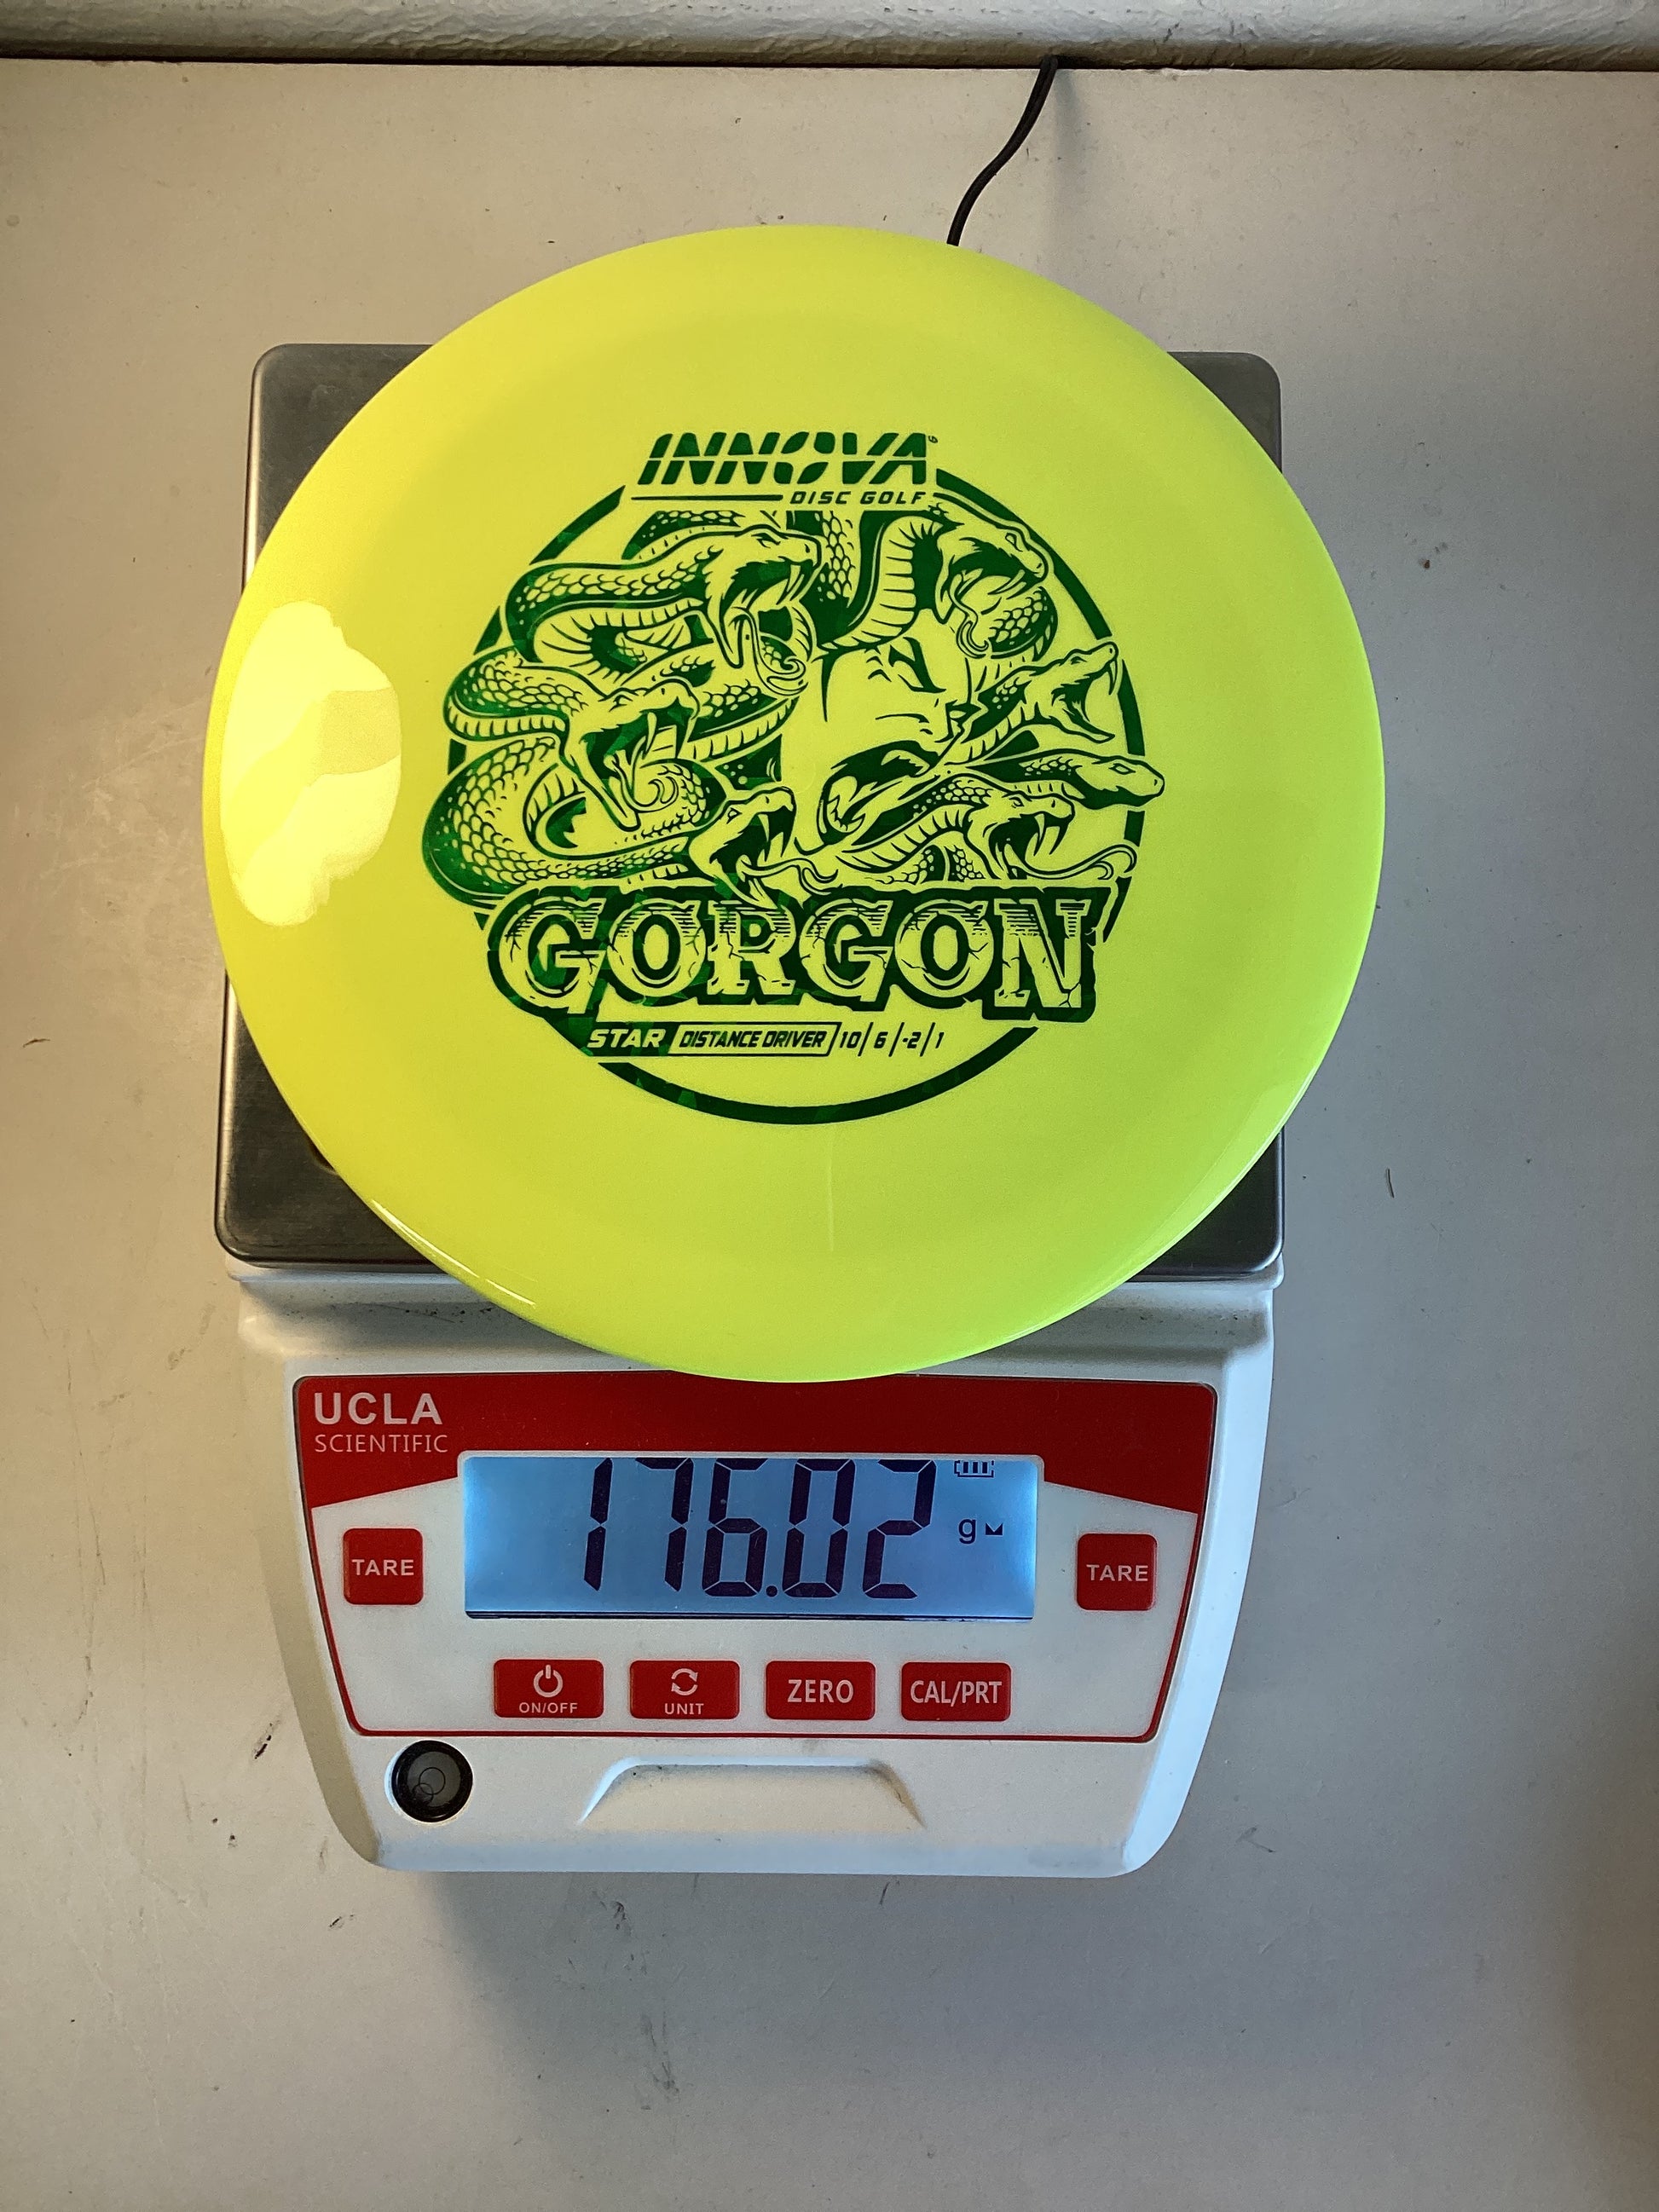 INNOVA
DISC GOLF
GORGON
STAR DISTANCE DRIVER 10 | 6 | -2 | 1
UCLA
SCIENTIFIC
176.02 g
TARE
TARE
ON/OFF
UNIT
ZERO
CAL/PRT